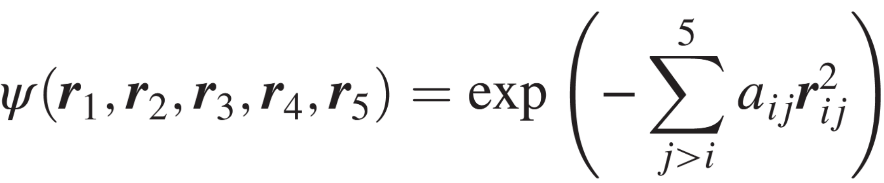 ψ(r₁, r₂, r₃, r₄, r₅) = exp(−∑_{j>i}^{5} a_{ij} r_{ij}^{2})